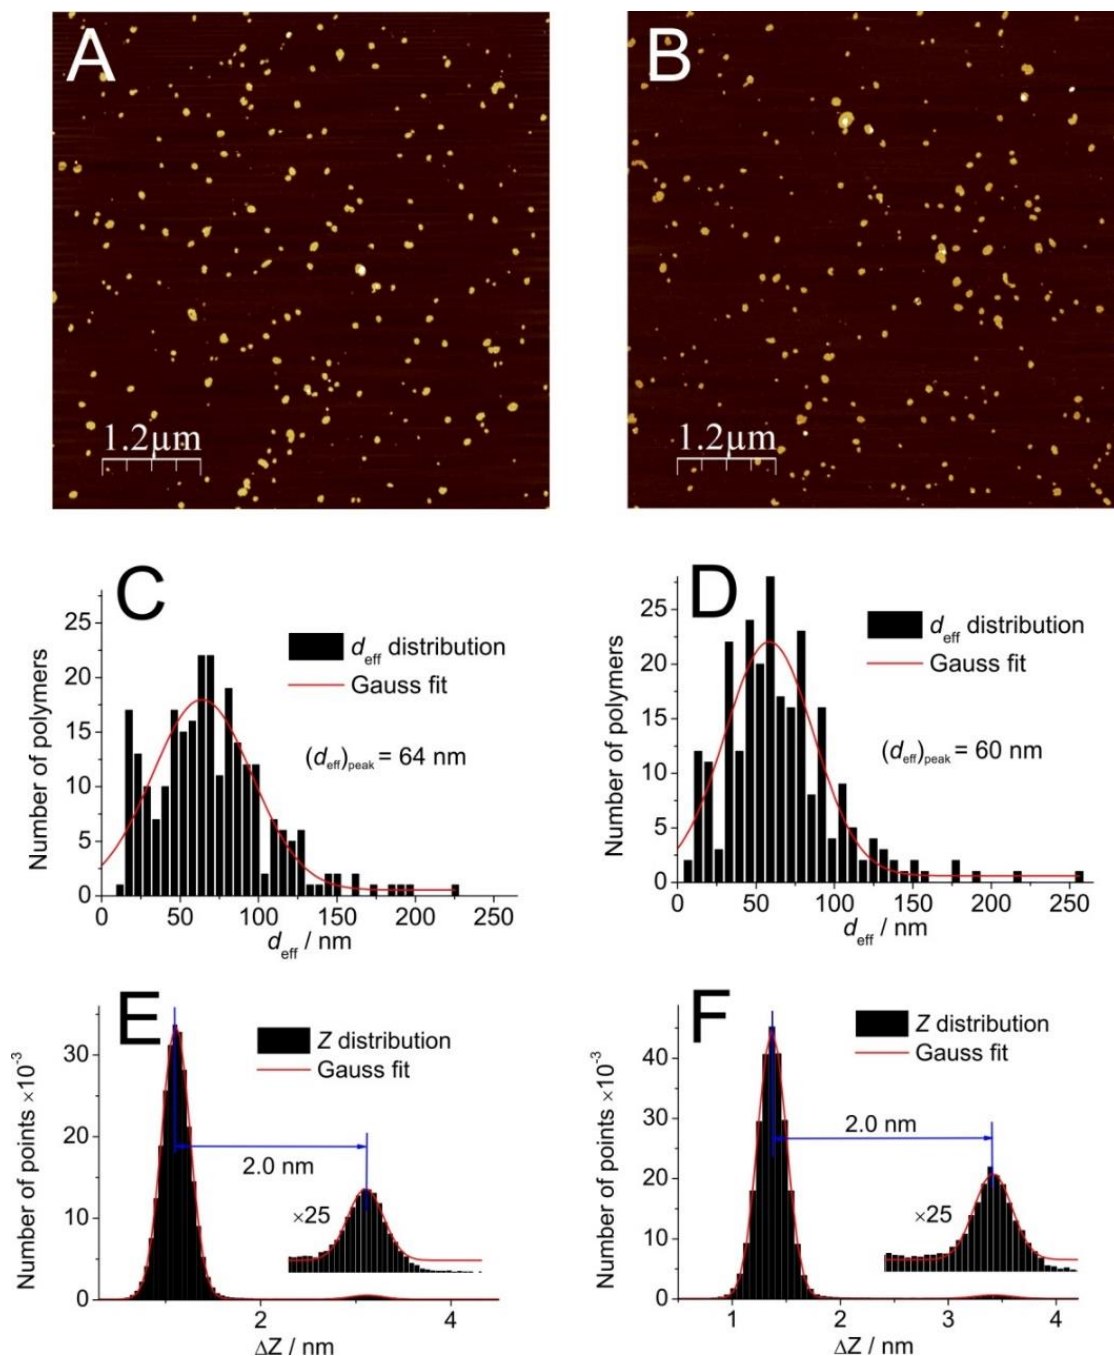 A
B
1.2µm
1.2µm
C
25
20
15
10
5
0
Number of polymers
d_eff distribution
Gauss fit
(d_eff)_peak = 64 nm
0 50 100 150 200 250
d_eff / nm
D
25
20
15
10
5
0
Number of polymers
d_eff distribution
Gauss fit
(d_eff)_peak = 60 nm
0 50 100 150 200 250
d_eff / nm
E
30
20
10
0
Number of points ×10⁻³
Z distribution
Gauss fit
2.0 nm
×25
2 4
ΔZ / nm
F
40
30
20
10
0
Number of points ×10⁻³
Z distribution
Gauss fit
2.0 nm
×25
1 2 3 4
ΔZ / nm